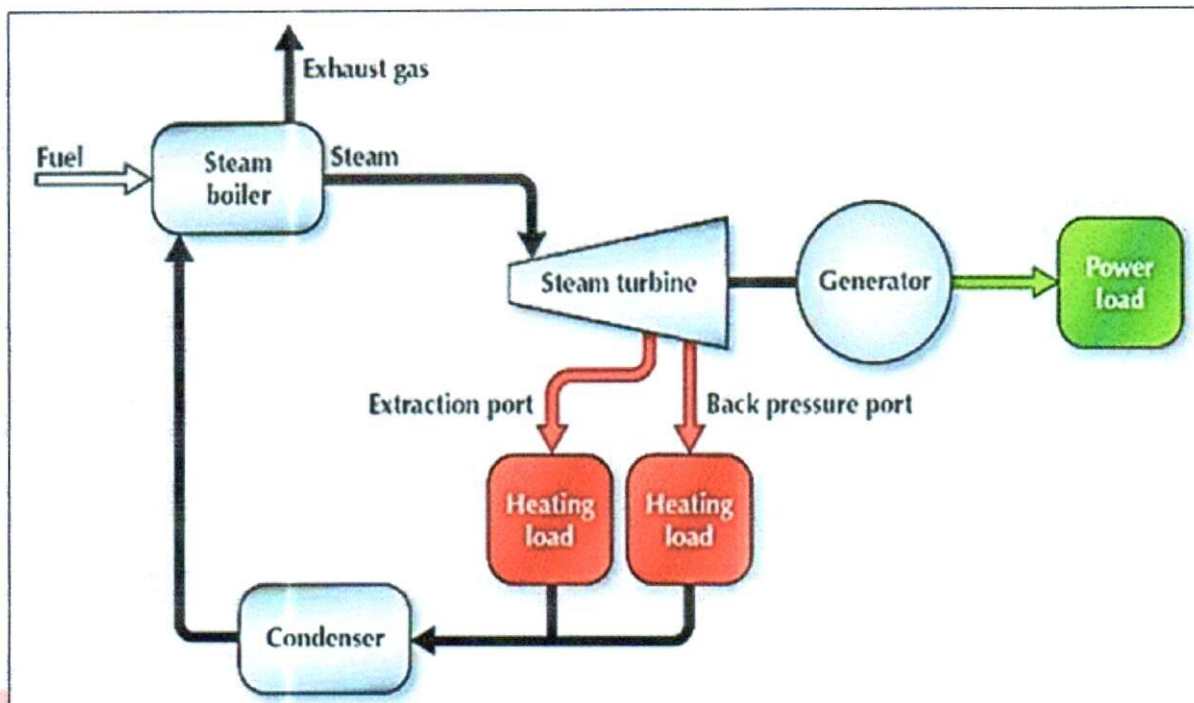 Exhaust gas
Fuel
Steam
boiler
Steam
Steam turbine
Generator
Power
load
Extraction port
Back pressure port
Heating
load
Heating
load
Condenser